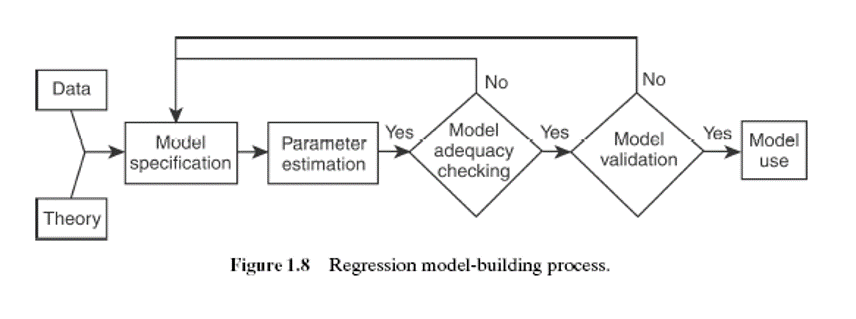 No
No
Data
Yes
Yes
Yes
Model
specification
Parameter
estimation
Model
adequacy
checking
Model
validation
Model
use
Theory
Figure 1.8 Regression model-building process.